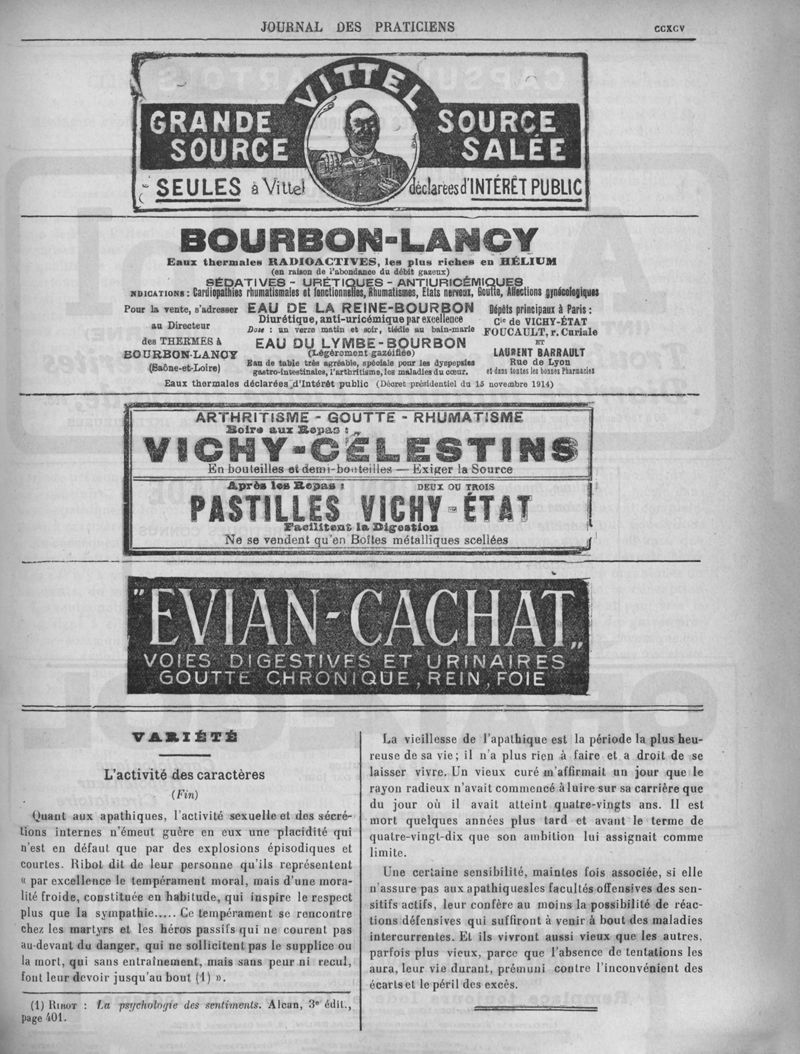 JOURNAL DES PRATICIENS
CCXCV
VITTEL
GRANDE SOURCE
SOURCE SALÉE
SEULES à Vittel déclarées d'INTÉRÊT PUBLIC
BOURBON-LANCY
Eaux thermales RADIOACTIVES, les plus riches en HÉLIUM
(en raison de l'abondance du débit gazeux)
SÉDATIVES - URÉTIQUES - ANTIURICÉMIQUES
NDICATIONS : Cardiopathies rhumatismales et fonctionnelles, Rhumatismes, Etats nerveux, Goutte, Affections gynécologiques
Pour la vente, s'adresser
au Directeur
des THERMES à
BOURBON-LANCY
(Saône-et-Loire)
EAU DE LA REINE-BOURBON
Diurétique, anti-uricémique par excellence
Dose : un verre matin et soir, tiédie au bain-marie
EAU DU LYMBE-BOURBON
(Légèrement gazéifiée)
Eau de table très agréable, spéciale pour les dyspepsies
gastro-intestinales, l'arthritisme, les maladies du cœur.
Dépôts principaux à Paris :
Cie de VICHY-ÉTAT
FOUCAULT, r. Curiale
ET
LAURENT BARRAULT
Rue de Lyon
et dans toutes les bonnes Pharmacies
Eaux thermales déclarées d'Intérêt public (Décret présidentiel du 15 novembre 1914)
ARTHRITISME - GOUTTE - RHUMATISME
Boire aux Repas :
VICHY-CÉLESTINS
En bouteilles et demi-bouteilles — Exiger la Source
Après les Repas : DEUX OU TROIS
PASTILLES VICHY-ÉTAT
Facilitent la Digestion
Ne se vendent qu'en Boîtes métalliques scellées
"EVIAN-CACHAT„
VOIES DIGESTIVES ET URINAIRES
GOUTTE CHRONIQUE, REIN, FOIE
VARIÉTÉ
L'activité des caractères
(Fin)
Quant aux apathiques, l'activité sexuelle et des sécré-
tions internes n'émeut guère en eux une placidité qui
n'est en défaut que par des explosions épisodiques et
courtes. Ribot dit de leur personne qu'ils représentent
« par excellence le tempérament moral, mais d'une mora-
lité froide, constituée en habitude, qui inspire le respect
plus que la sympathie..... Ce tempérament se rencontre
chez les martyrs et les héros passifs qui ne courent pas
au-devant du danger, qui ne sollicitent pas le supplice ou
la mort, qui sans entraînement, mais sans peur ni recul,
font leur devoir jusqu'au bout (1) ».
(1) RIBOT : La psychologie des sentiments. Alcan, 3e édit.,
page 401.
La vieillesse de l'apathique est la période la plus heu-
reuse de sa vie ; il n'a plus rien à faire et a droit de se
laisser vivre. Un vieux curé m'affirmait un jour que le
rayon radieux n'avait commencé à luire sur sa carrière que
du jour où il avait atteint quatre-vingts ans. Il est
mort quelques années plus tard et avant le terme de
quatre-vingt-dix que son ambition lui assignait comme
limite.
Une certaine sensibilité, maintes fois associée, si elle
n'assure pas aux apathiques les facultés offensives des sen-
sitifs actifs, leur confère au moins la possibilité de réac-
tions défensives qui suffiront à venir à bout des maladies
intercurrentes. Et ils vivront aussi vieux que les autres,
parfois plus vieux, parce que l'absence de tentations les
aura, leur vie durant, prémuni contre l'inconvénient des
écarts et le péril des excès.